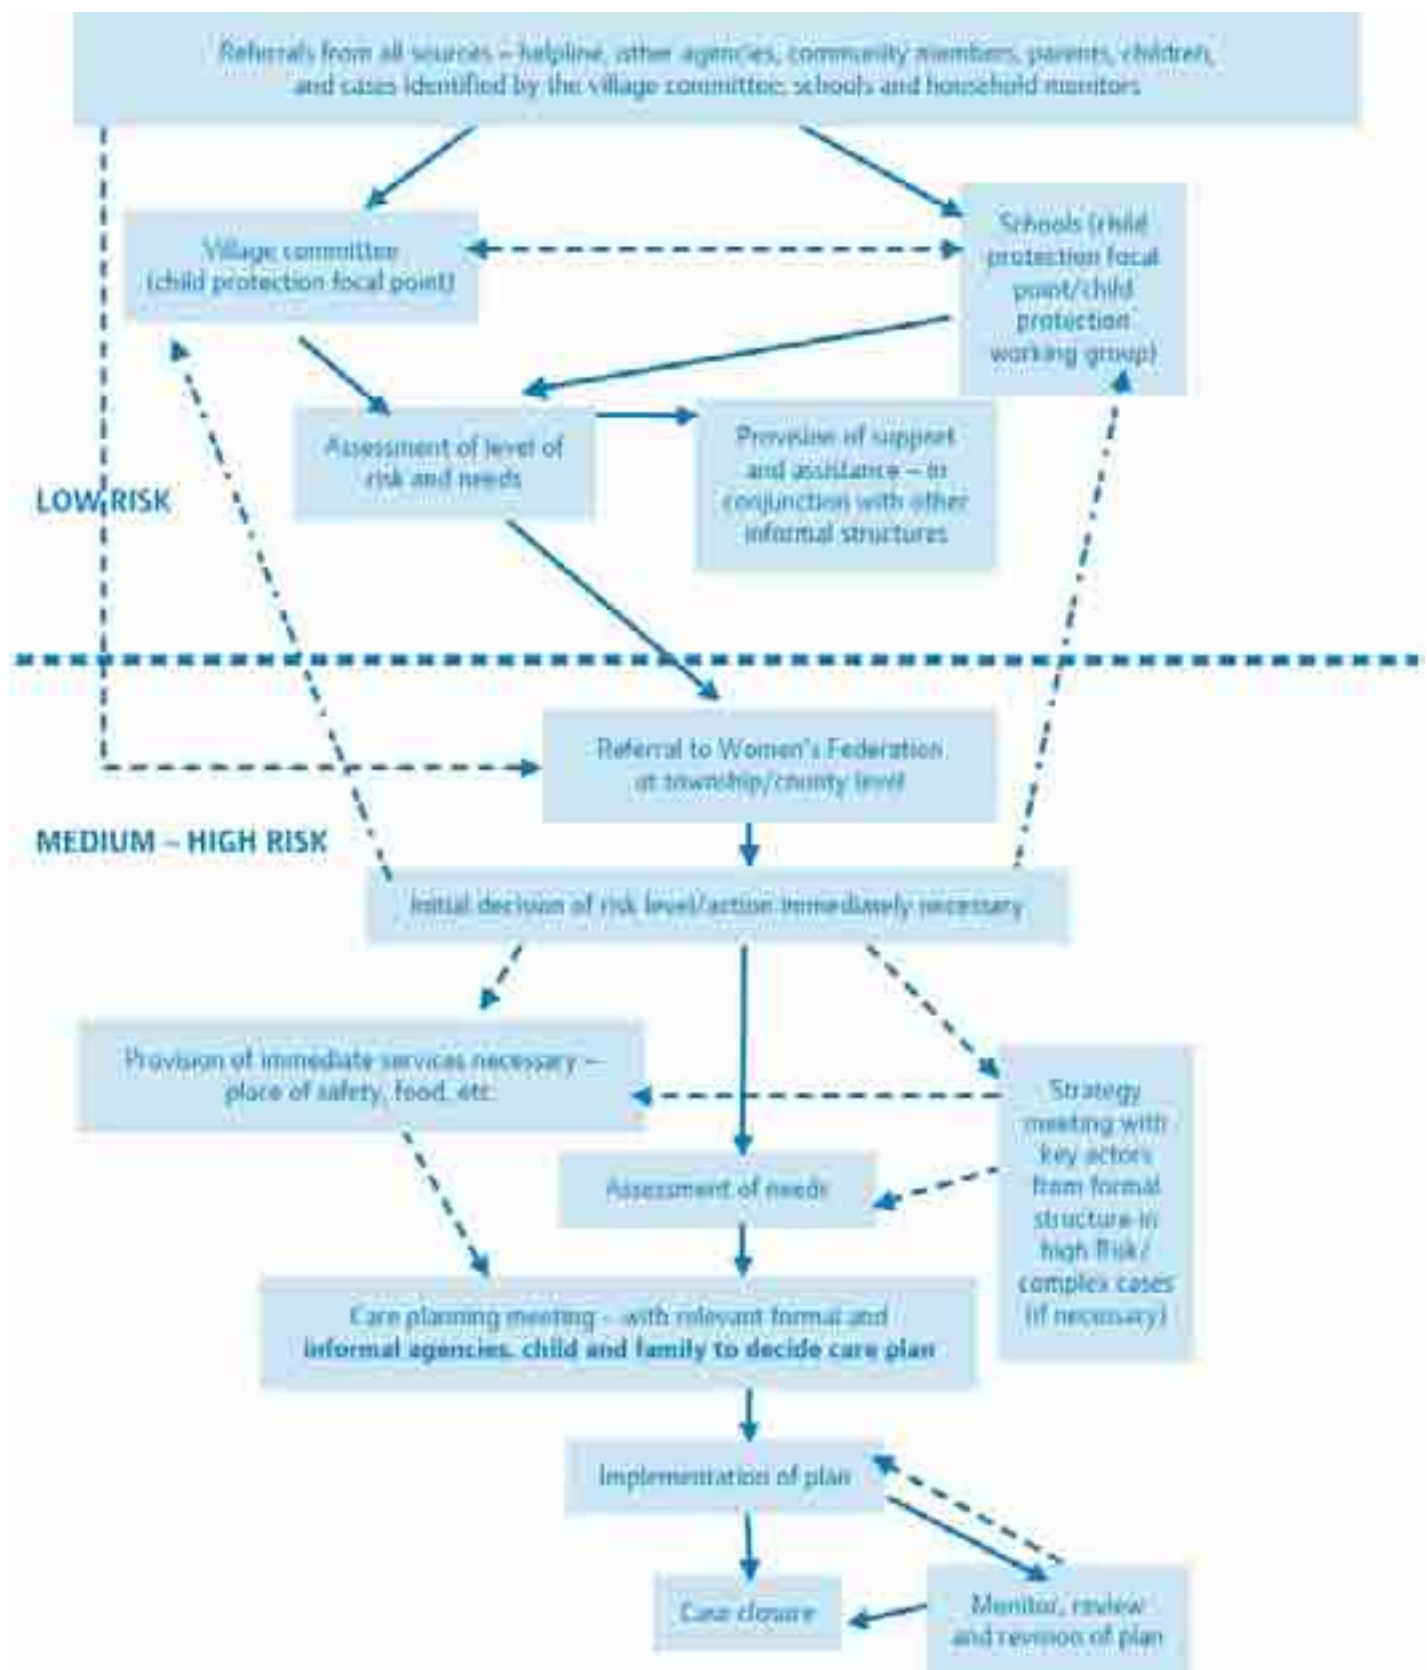 Referrals from all sources – helpline, other agencies, community members, parents, children,
and cases identified by the village committee, schools and household monitors
Village committee
(child protection focal point)
Schools (child
protection focal
point/child
protection
working group)
Assessment of level of
risk and needs
Provision of support
and assistance – in
conjunction with other
informal structures
LOW RISK
Referral to Women's Federation
at township/county level
MEDIUM – HIGH RISK
Initial decision of risk level/action immediately necessary
Provision of immediate services necessary –
place of safety, food, etc.
Strategy
meeting with
key actors
from formal
structure in
high Risk/
complex cases
(if necessary)
Assessment of needs
Care planning meeting – with relevant formal and
informal agencies, child and family to decide care plan
Implementation of plan
Case closure
Monitor, review
and revision of plan